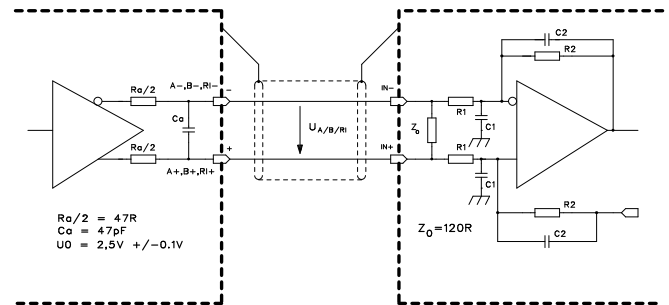 C2
R2
Ra/2
A-,B-,RI-
-
IN-
R1
Ca
U A/B/RI
Zo
C1
Ra/2
+
IN+
R1
A+,B+,RI+
C1
R2
Ra/2 = 47R
Ca = 47pF
U0 = 2,5V +/-0.1V
Z0=120R
C2